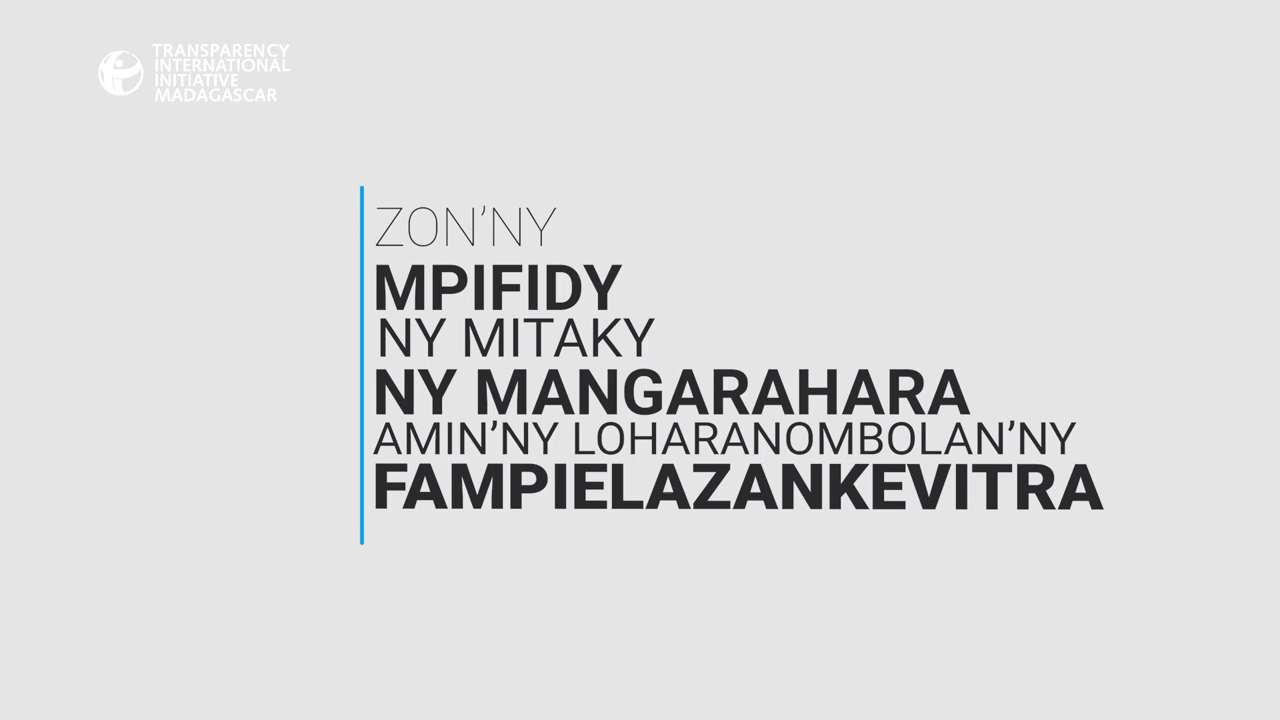 TRANSPARENCY
INTERNATIONAL
INITIATIVE
MADAGASCAR
ZON’NY
MPIFIDY
NY MITAKY
NY MANGARAHARA
AMIN’NY LOHARANOMBOLAN’NY
FAMPIELAZANKEVITRA